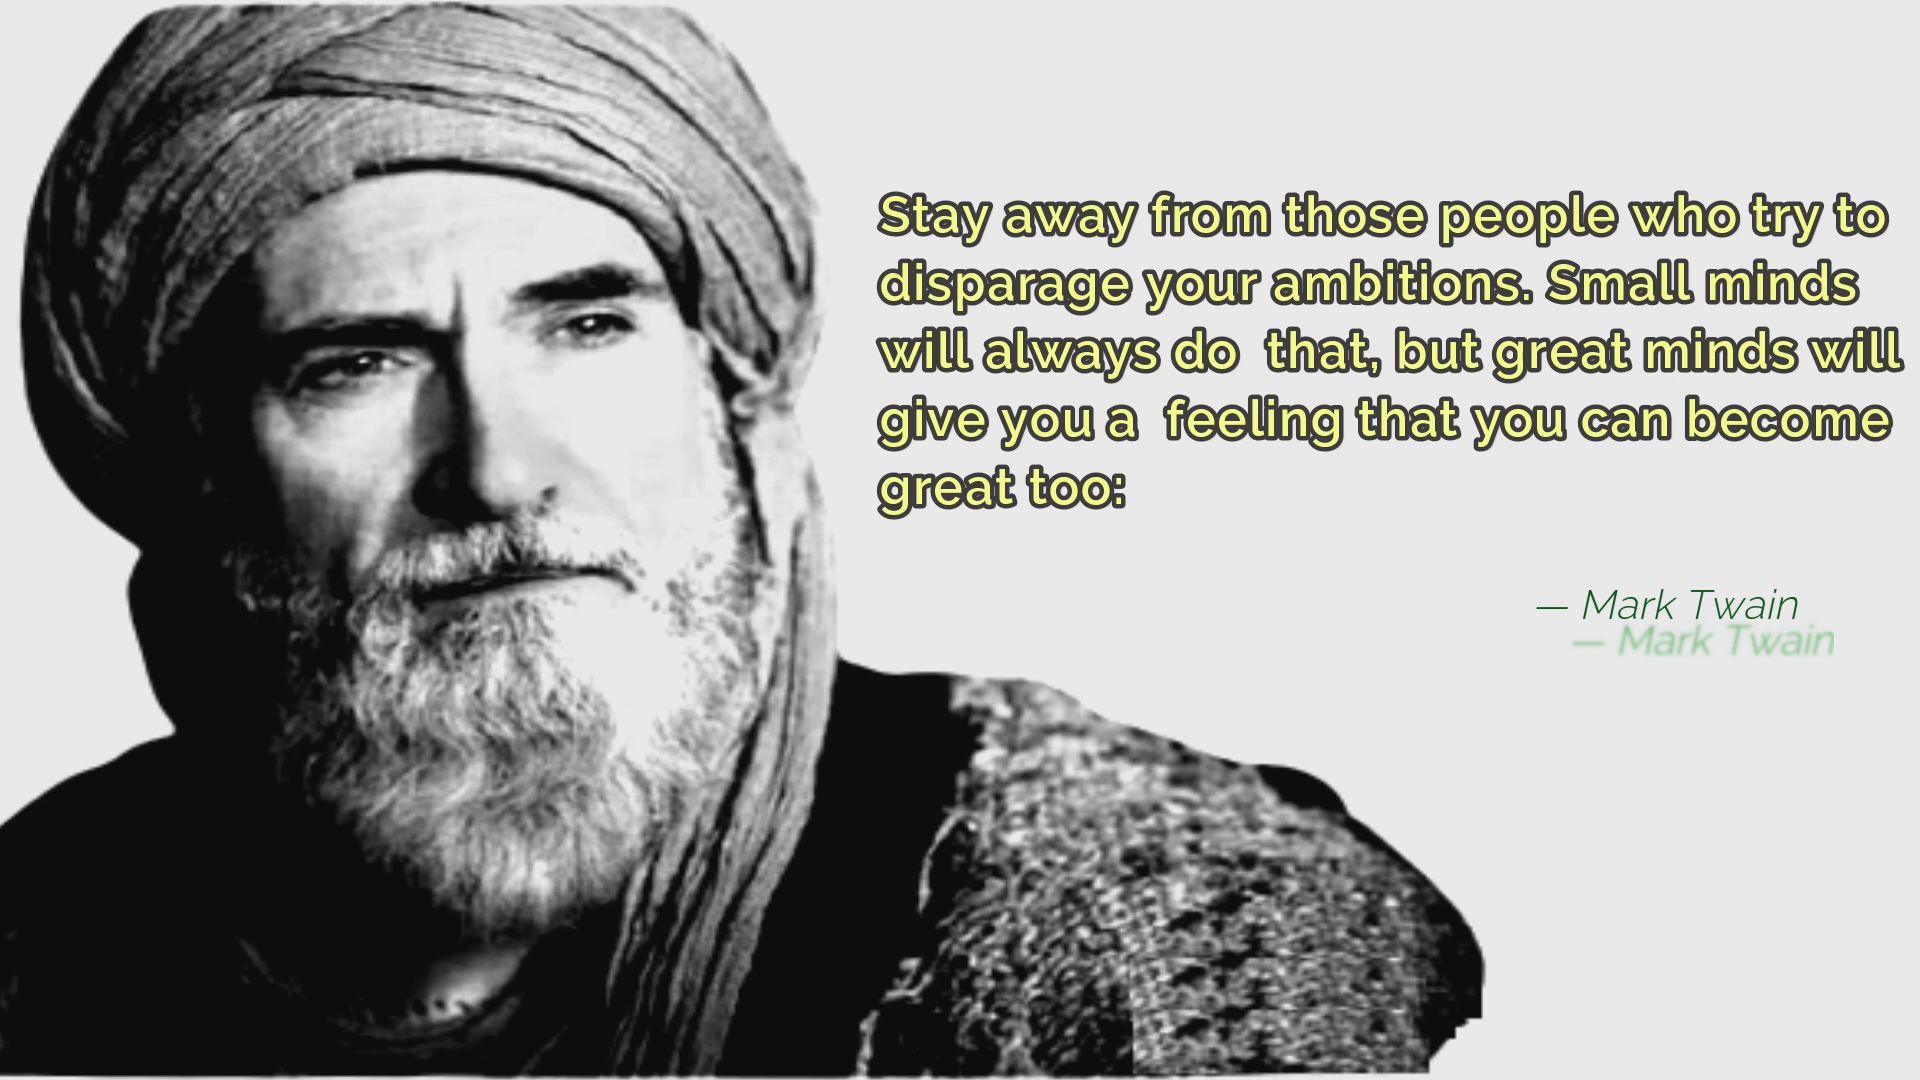 Stay away from those people who try to
disparage your ambitions. Small minds
will always do  that, but great minds will
give you a  feeling that you can become
great too:
— Mark Twain
— Mark Twain